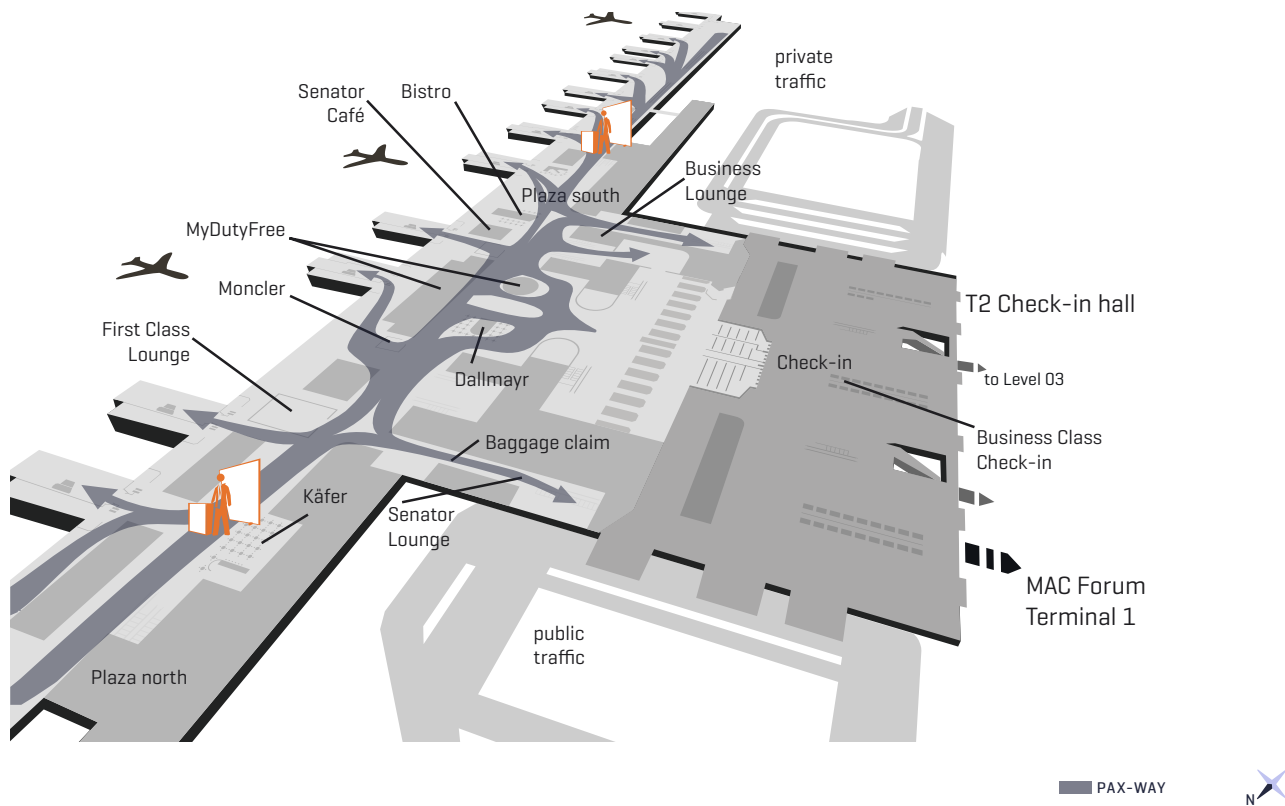 private
traffic
Senator
Café
Bistro
Business
Lounge
Plaza south
MyDutyFree
Moncler
T2 Check-in hall
First Class
Lounge
Check-in
Dallmayr
to Level 03
Business Class
Check-in
Baggage claim
Käfer
Senator
Lounge
MAC Forum
Terminal 1
public
traffic
Plaza north
PAX-WAY
N